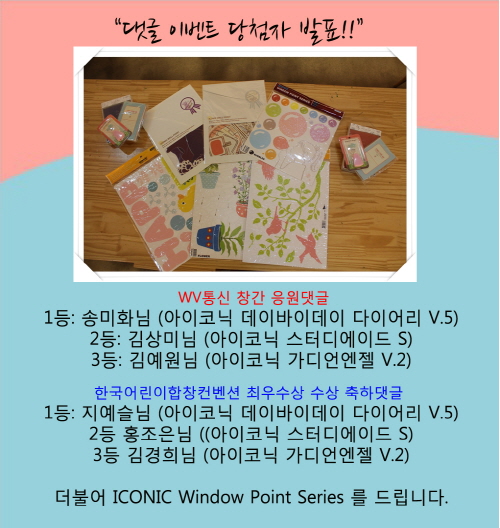 “댓글 이벤트 당첨자 발표!!”
WV통신 창간 응원댓글
1등: 송미화님 (아이코닉 데이바이데이 다이어리 V.5)
2등: 김상미님 (아이코닉 스터디에이드 S)
3등: 김예원님 (아이코닉 가디언엔젤 V.2)
한국어린이합창컨벤션 최우수상 수상 축하댓글
1등: 지예슬님 (아이코닉 데이바이데이 다이어리 V.5)
2등 홍조은님 ((아이코닉 스터디에이드 S)
3등 김경희님 (아이코닉 가디언엔젤 V.2)
더불어 ICONIC Window Point Series 를 드립니다.